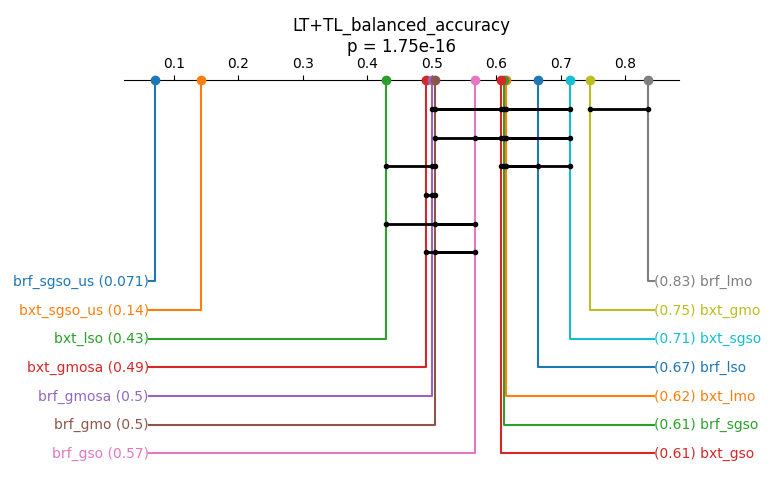 LT+TL_balanced_accuracy
p = 1.75e-16
0.1 0.2 0.3 0.4 0.5 0.6 0.7 0.8
brf_sgso_us (0.071) (0.83) brf_lmo
bxt_sgso_us (0.14) (0.75) bxt_gmo
bxt_lso (0.43) (0.71) bxt_sgso
bxt_gmosa (0.49) (0.67) brf_lso
brf_gmosa (0.5) (0.62) bxt_lmo
brf_gmo (0.5) (0.61) brf_sgso
brf_gso (0.57) (0.61) bxt_gso